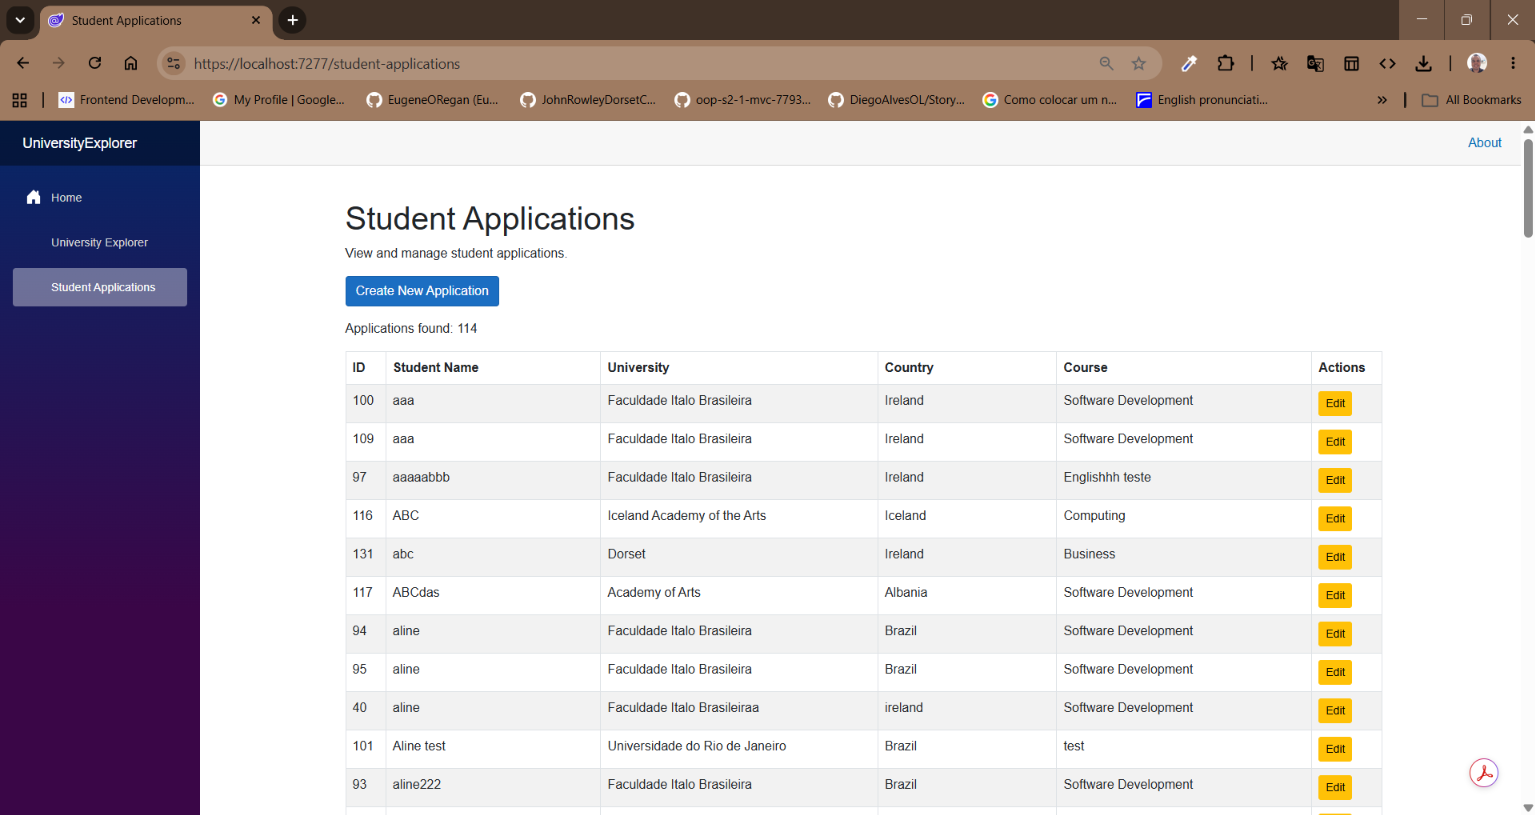 Student Applications
https://localhost:7277/student-applications
Frontend Developm... My Profile | Google... EugeneORegan (Eu... JohnRowleyDorsetC... oop-s2-1-mvc-7793... DiegoAlvesOL/Story... Como colocar um n... English pronunciati... » All Bookmarks
UniversityExplorer
About
Home
University Explorer
Student Applications
Student Applications
View and manage student applications.
Create New Application
Applications found: 114
ID Student Name University Country Course Actions
100 aaa Faculdade Italo Brasileira Ireland Software Development Edit
109 aaa Faculdade Italo Brasileira Ireland Software Development Edit
97 aaaaabbb Faculdade Italo Brasileira Ireland Englishhh teste Edit
116 ABC Iceland Academy of the Arts Iceland Computing Edit
131 abc Dorset Ireland Business Edit
117 ABCdas Academy of Arts Albania Software Development Edit
94 aline Faculdade Italo Brasileira Brazil Software Development Edit
95 aline Faculdade Italo Brasileira Brazil Software Development Edit
40 aline Faculdade Italo Brasileiraa ireland Software Development Edit
101 Aline test Universidade do Rio de Janeiro Brazil test Edit
93 aline222 Faculdade Italo Brasileira Brazil Software Development Edit